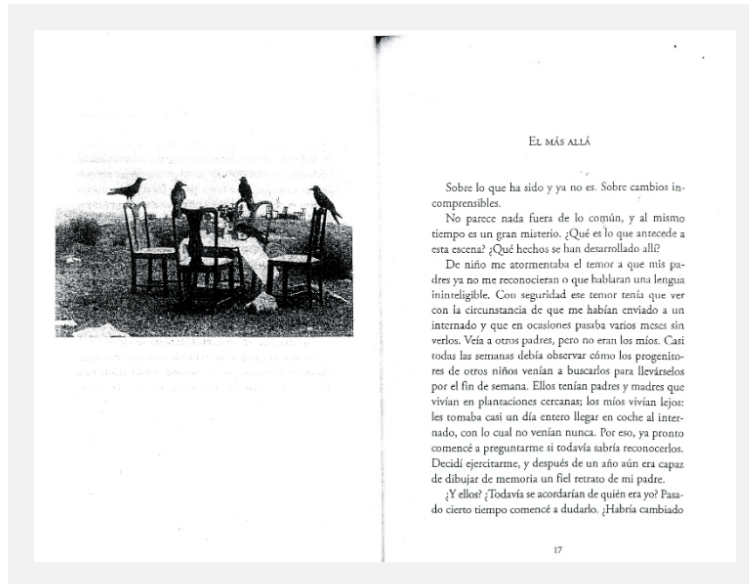 EL MÁS ALLÁ
Sobre lo que ha sido y ya no es. Sobre cambios in-
comprensibles.
No parece nada fuera de lo común, y al mismo
tiempo es un gran misterio. ¿Qué es lo que antecede a
esta escena? ¿Qué hechos se han desarrollado allí?
De niño me atormentaba el temor a que mis pa-
dres ya no me reconocieran o que hablaran una lengua
ininteligible. Con seguridad ese temor tenía que ver
con la circunstancia de que me habían enviado a un
internado y que en ocasiones pasaba varios meses sin
verlos. Veía a otros padres, pero no eran los míos. Casi
todas las semanas debía observar cómo los progenito-
res de otros niños venían a buscarlos para llevárselos
por el fin de semana. Ellos tenían padres y madres que
vivían en plantaciones cercanas; los míos vivían lejos:
les tomaba casi un día entero llegar en coche al inter-
nado, con lo cual no venían nunca. Por eso, ya pronto
comencé a preguntarme si todavía sabría reconocerlos.
Decidí ejercitarme, y después de un año aún era capaz
de dibujar de memoria un fiel retrato de mi padre.
¿Y ellos? ¿Todavía se acordarían de quién era yo? Pasa-
do cierto tiempo comencé a dudarlo. ¿Habría cambiado
17